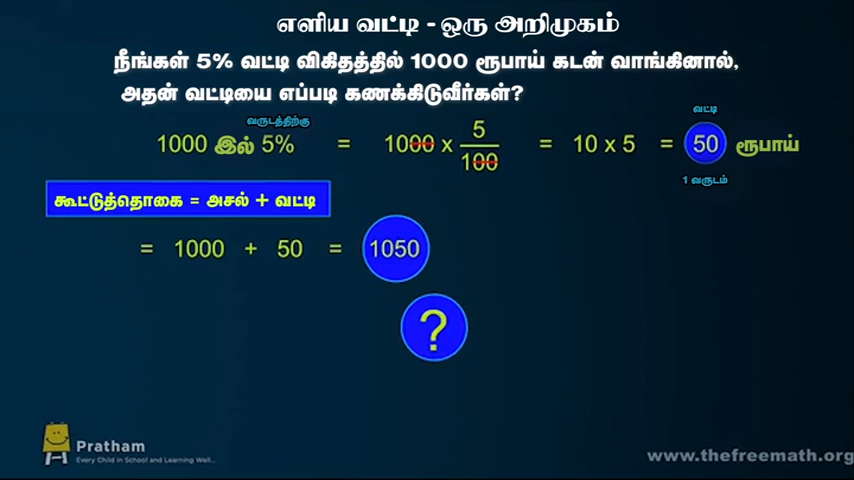 எளிய வட்டி - ஒரு அறிமுகம்
நீங்கள் 5% வட்டி விகிதத்தில் 1000 ரூபாய் கடன் வாங்கினால்,
அதன் வட்டியை எப்படி கணக்கிடுவீர்கள்?
வருடத்திற்கு
வட்டி
1000 இல் 5% = 1000 x 5/100 = 10 x 5 = 50 ரூபாய்
1 வருடம்
கூட்டுத்தொகை = அசல் + வட்டி
= 1000 + 50 = 1050
?
Pratham
Every Child in School and Learning Well...
www.thefreemath.org